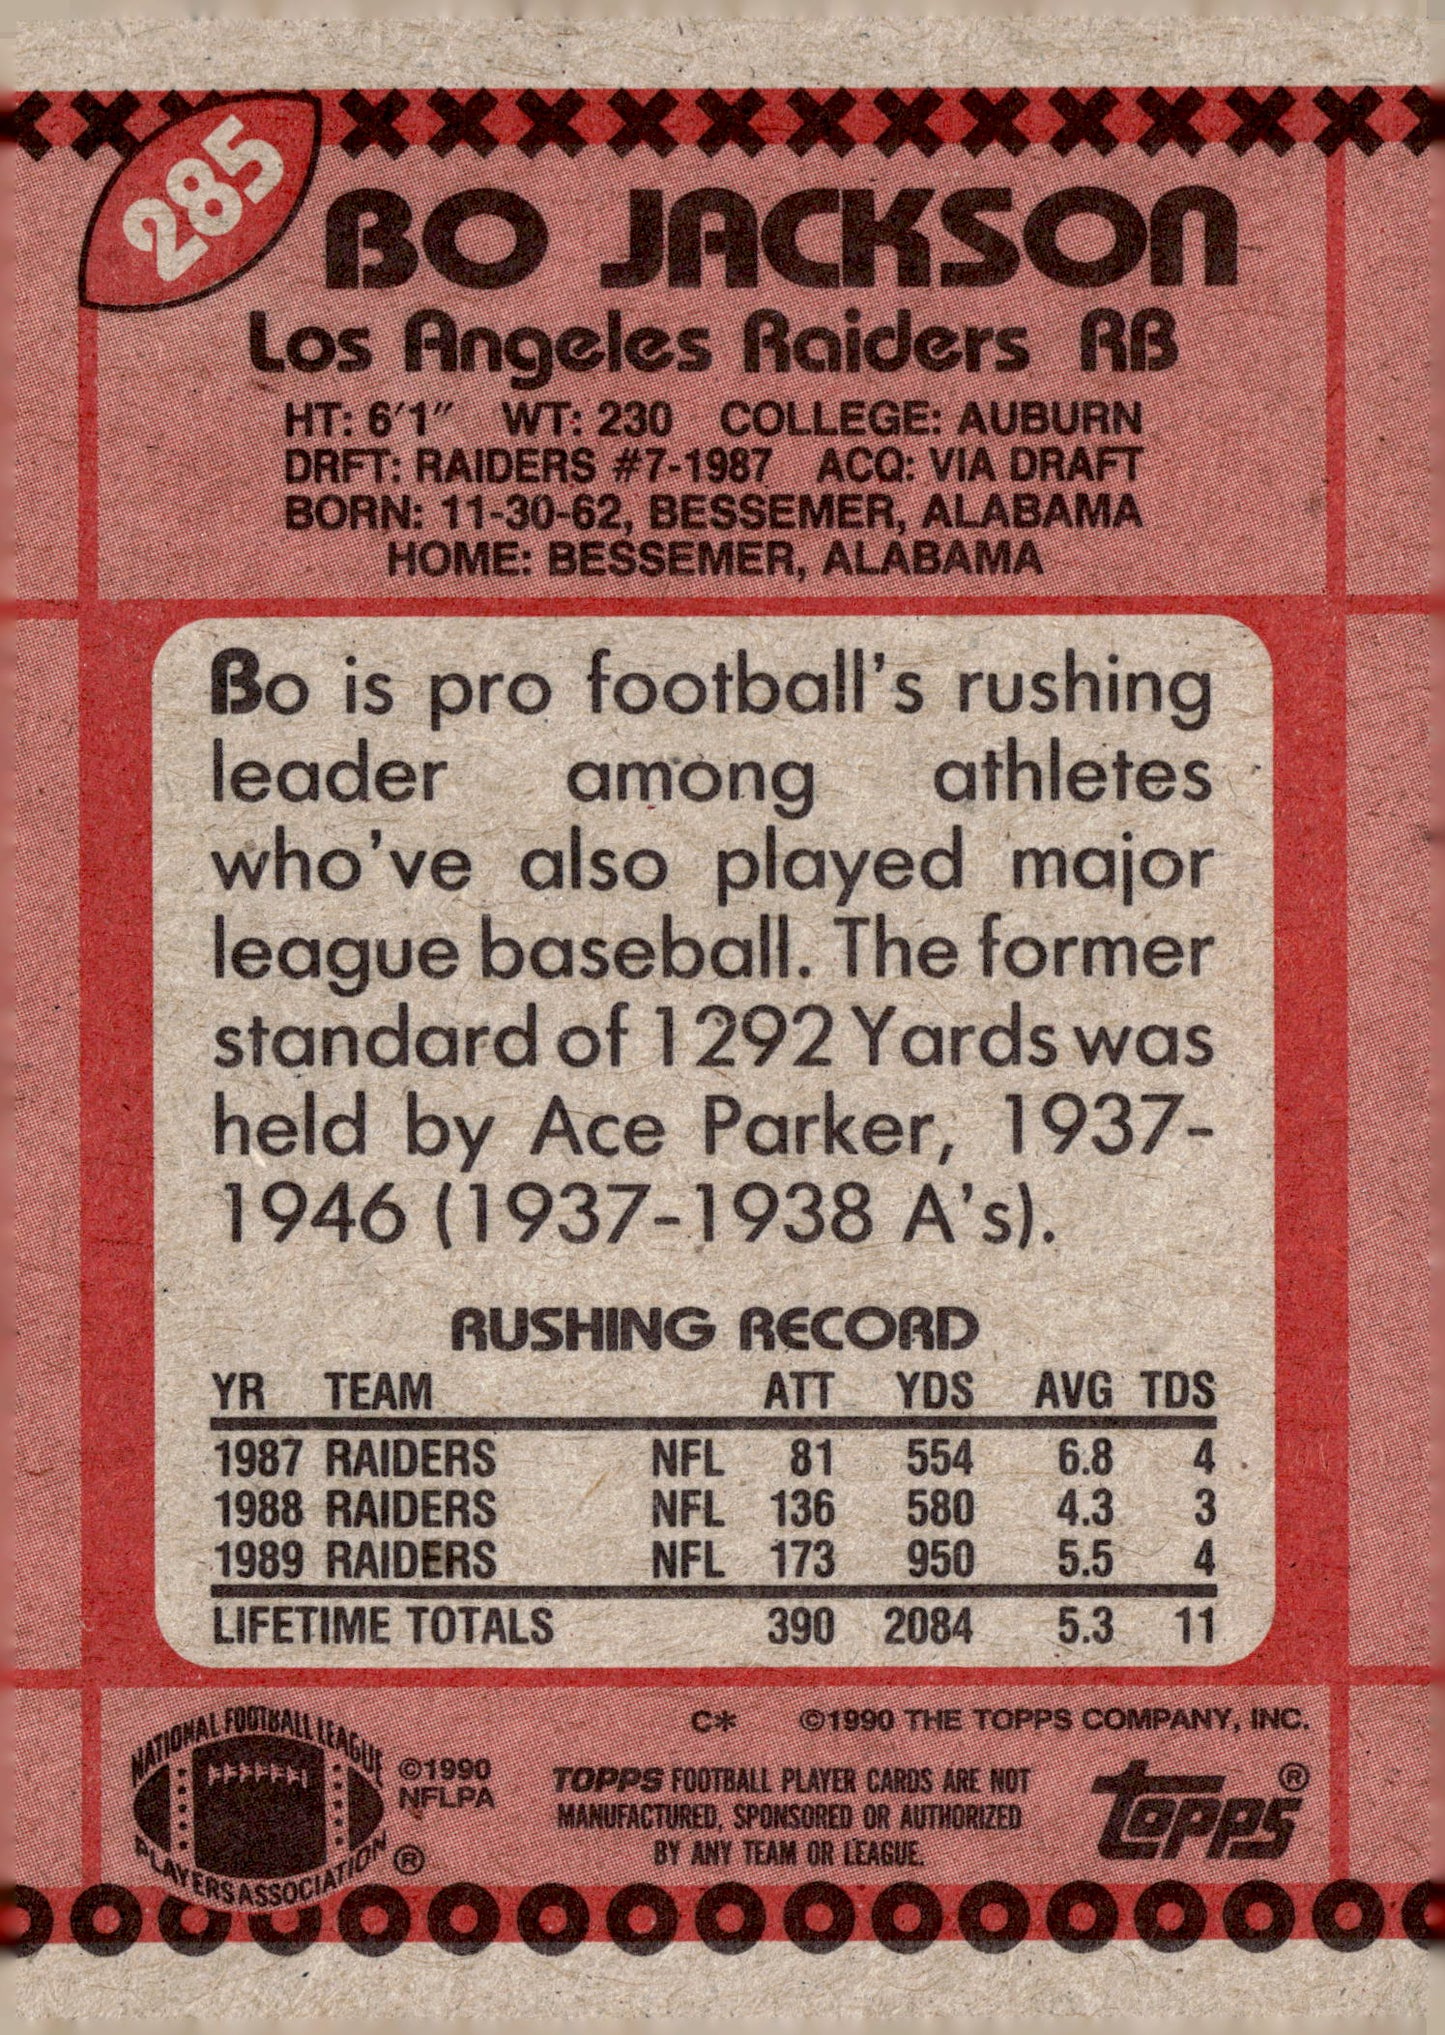 285
BO JACKSON
Los Angeles Raiders RB
HT: 6'1" WT: 230 COLLEGE: AUBURN
DRFT: RAIDERS #7-1987 ACQ: VIA DRAFT
BORN: 11-30-62, BESSEMER, ALABAMA
HOME: BESSEMER, ALABAMA
Bo is pro football's rushing
leader among athletes
who've also played major
league baseball. The former
standard of 1292 Yards was
held by Ace Parker, 1937-
1946 (1937-1938 A's).
RUSHING RECORD
YR TEAM ATT YDS AVG TDS
1987 RAIDERS NFL 81 554 6.8 4
1988 RAIDERS NFL 136 580 4.3 3
1989 RAIDERS NFL 173 950 5.5 4
LIFETIME TOTALS 390 2084 5.3 11
C* ©1990 THE TOPPS COMPANY, INC.
NATIONAL FOOTBALL LEAGUE
PLAYERS ASSOCIATION ®
©1990
NFLPA
TOPPS FOOTBALL PLAYER CARDS ARE NOT
MANUFACTURED, SPONSORED OR AUTHORIZED
BY ANY TEAM OR LEAGUE.
topps ®